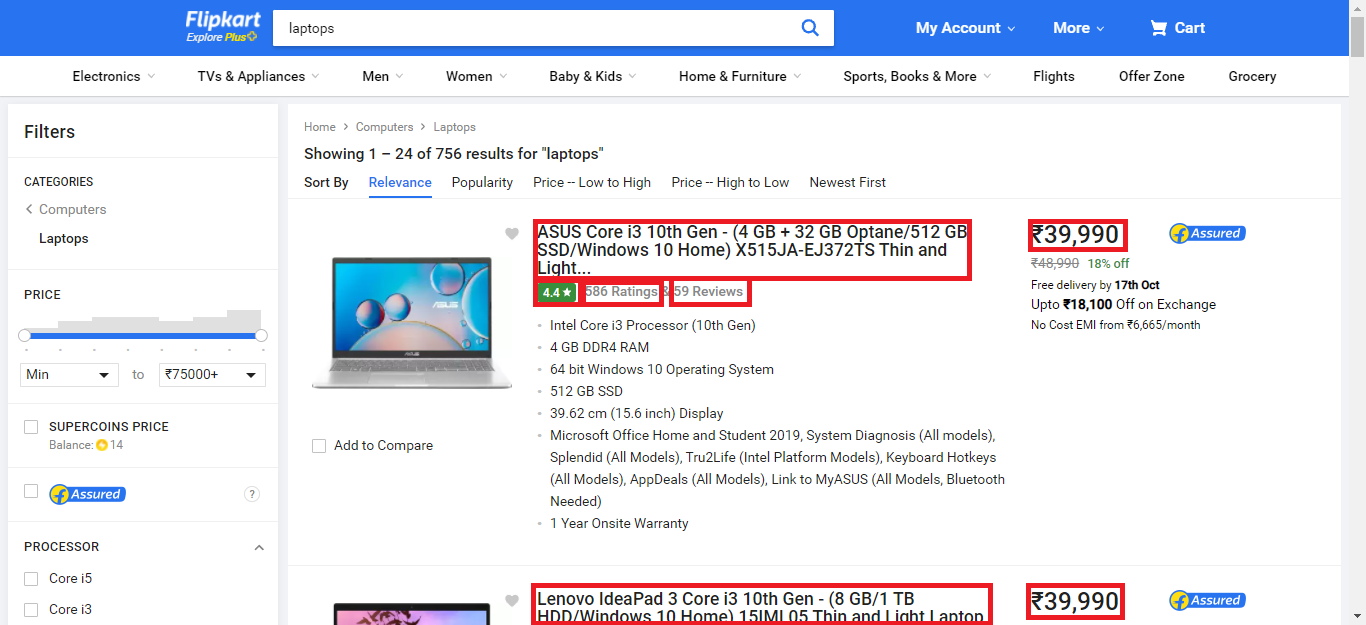 Flipkart
Explore Plus
laptops
My Account
More
Cart
Electronics
TVs & Appliances
Men
Women
Baby & Kids
Home & Furniture
Sports, Books & More
Flights
Offer Zone
Grocery
Filters
CATEGORIES
Computers
Laptops
PRICE
Min
to
₹75000+
SUPERCOINS PRICE
Balance: 14
Assured
?
PROCESSOR
Core i5
Core i3
Home > Computers > Laptops
Showing 1 – 24 of 756 results for "laptops"
Sort By Relevance Popularity Price -- Low to High Price -- High to Low Newest First
ASUS Core i3 10th Gen - (4 GB + 32 GB Optane/512 GB
SSD/Windows 10 Home) X515JA-EJ372TS Thin and
Light...
4.4★ 586 Ratings & 59 Reviews
Intel Core i3 Processor (10th Gen)
4 GB DDR4 RAM
64 bit Windows 10 Operating System
512 GB SSD
39.62 cm (15.6 inch) Display
Microsoft Office Home and Student 2019, System Diagnosis (All models),
Splendid (All Models), Tru2Life (Intel Platform Models), Keyboard Hotkeys
(All Models), AppDeals (All Models), Link to MyASUS (All Models, Bluetooth
Needed)
1 Year Onsite Warranty
ASUS
Add to Compare
₹39,990
Assured
₹48,990 18% off
Free delivery by 17th Oct
Upto ₹18,100 Off on Exchange
No Cost EMI from ₹6,665/month
Lenovo IdeaPad 3 Core i3 10th Gen - (8 GB/1 TB
HDD/Windows 10 Home) 15IML05 Thin and Light Laptop
₹39,990
Assured